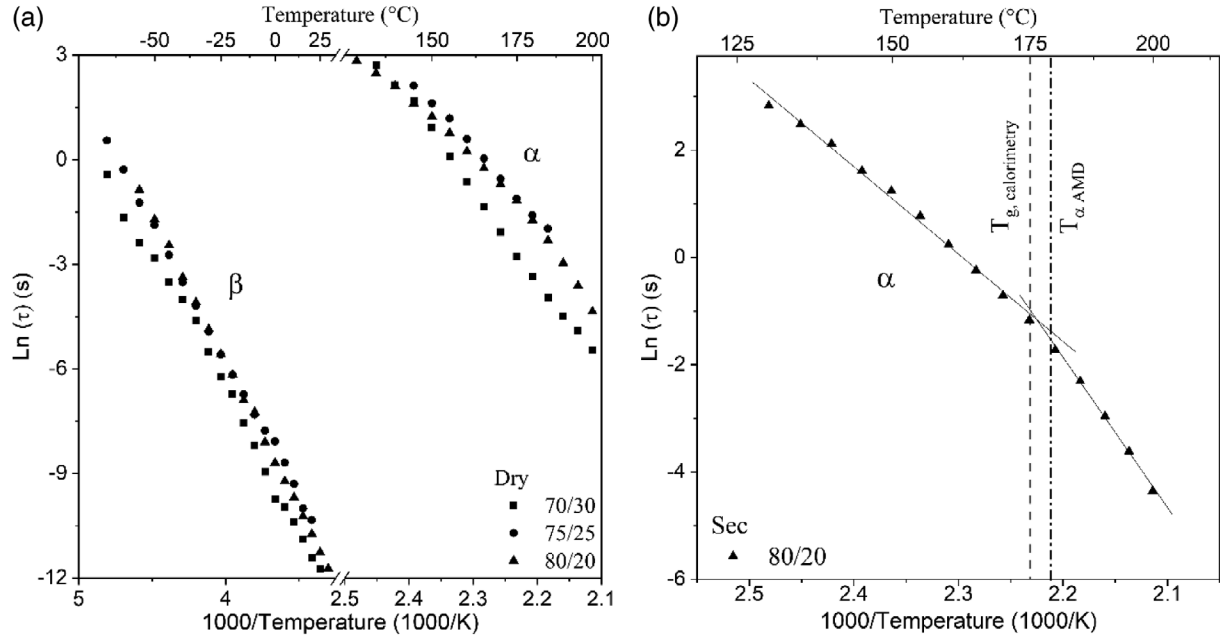 (a)
Temperature (°C)
-50 -25 0 25 150 175 200
3
0
-3
-6
-9
-12
Ln (τ) (s)
α
β
Dry
70/30
75/25
80/20
5 4 2.5 2.4 2.3 2.2 2.1
1000/Temperature (1000/K)
(b)
Temperature (°C)
125 150 175 200
2
0
-2
-4
-6
Ln (τ) (s)
Tg, calorimetry
Tα AMD
α
Sec
80/20
2.5 2.4 2.3 2.2 2.1
1000/Temperature (1000/K)